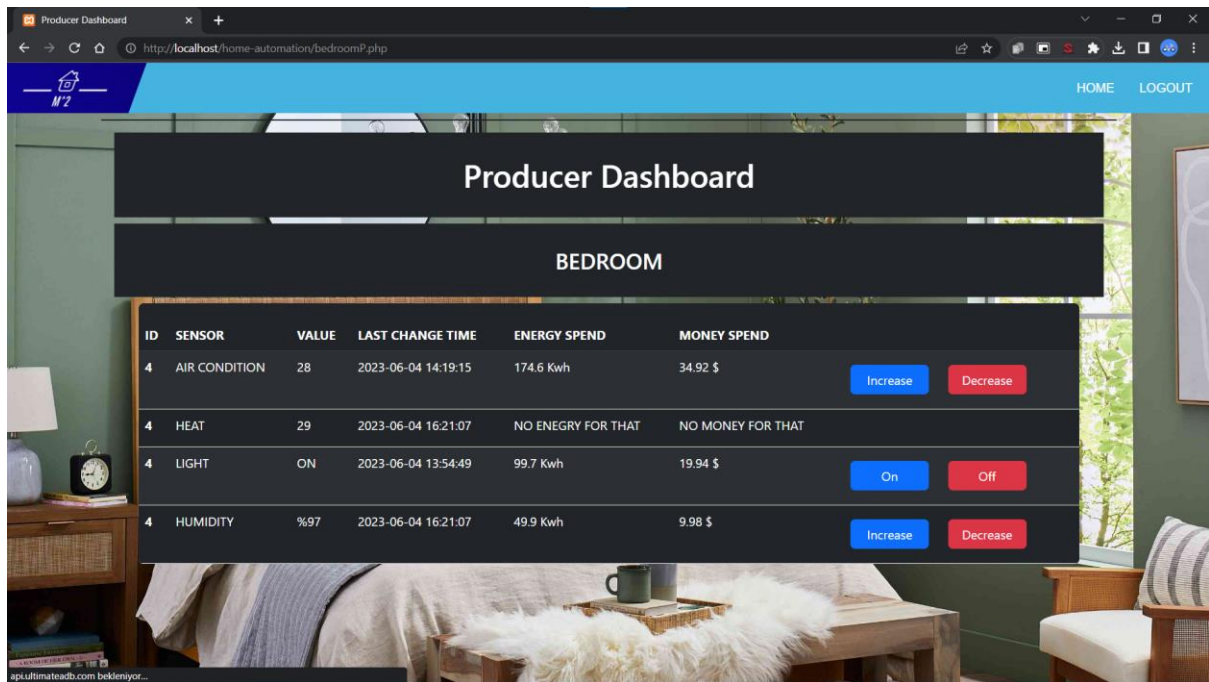 Producer Dashboard
http://localhost/home-automation/bedroomP.php
M²2
HOME LOGOUT
Producer Dashboard
BEDROOM
ID SENSOR VALUE LAST CHANGE TIME ENERGY SPEND MONEY SPEND
4 AIR CONDITION 28 2023-06-04 14:19:15 174.6 Kwh 34.92 $ Increase Decrease
4 HEAT 29 2023-06-04 16:21:07 NO ENEGRY FOR THAT NO MONEY FOR THAT
4 LIGHT ON 2023-06-04 13:54:49 99.7 Kwh 19.94 $ On Off
4 HUMIDITY %97 2023-06-04 16:21:07 49.9 Kwh 9.98 $ Increase Decrease
api.ultimateadb.com bekleniyor...